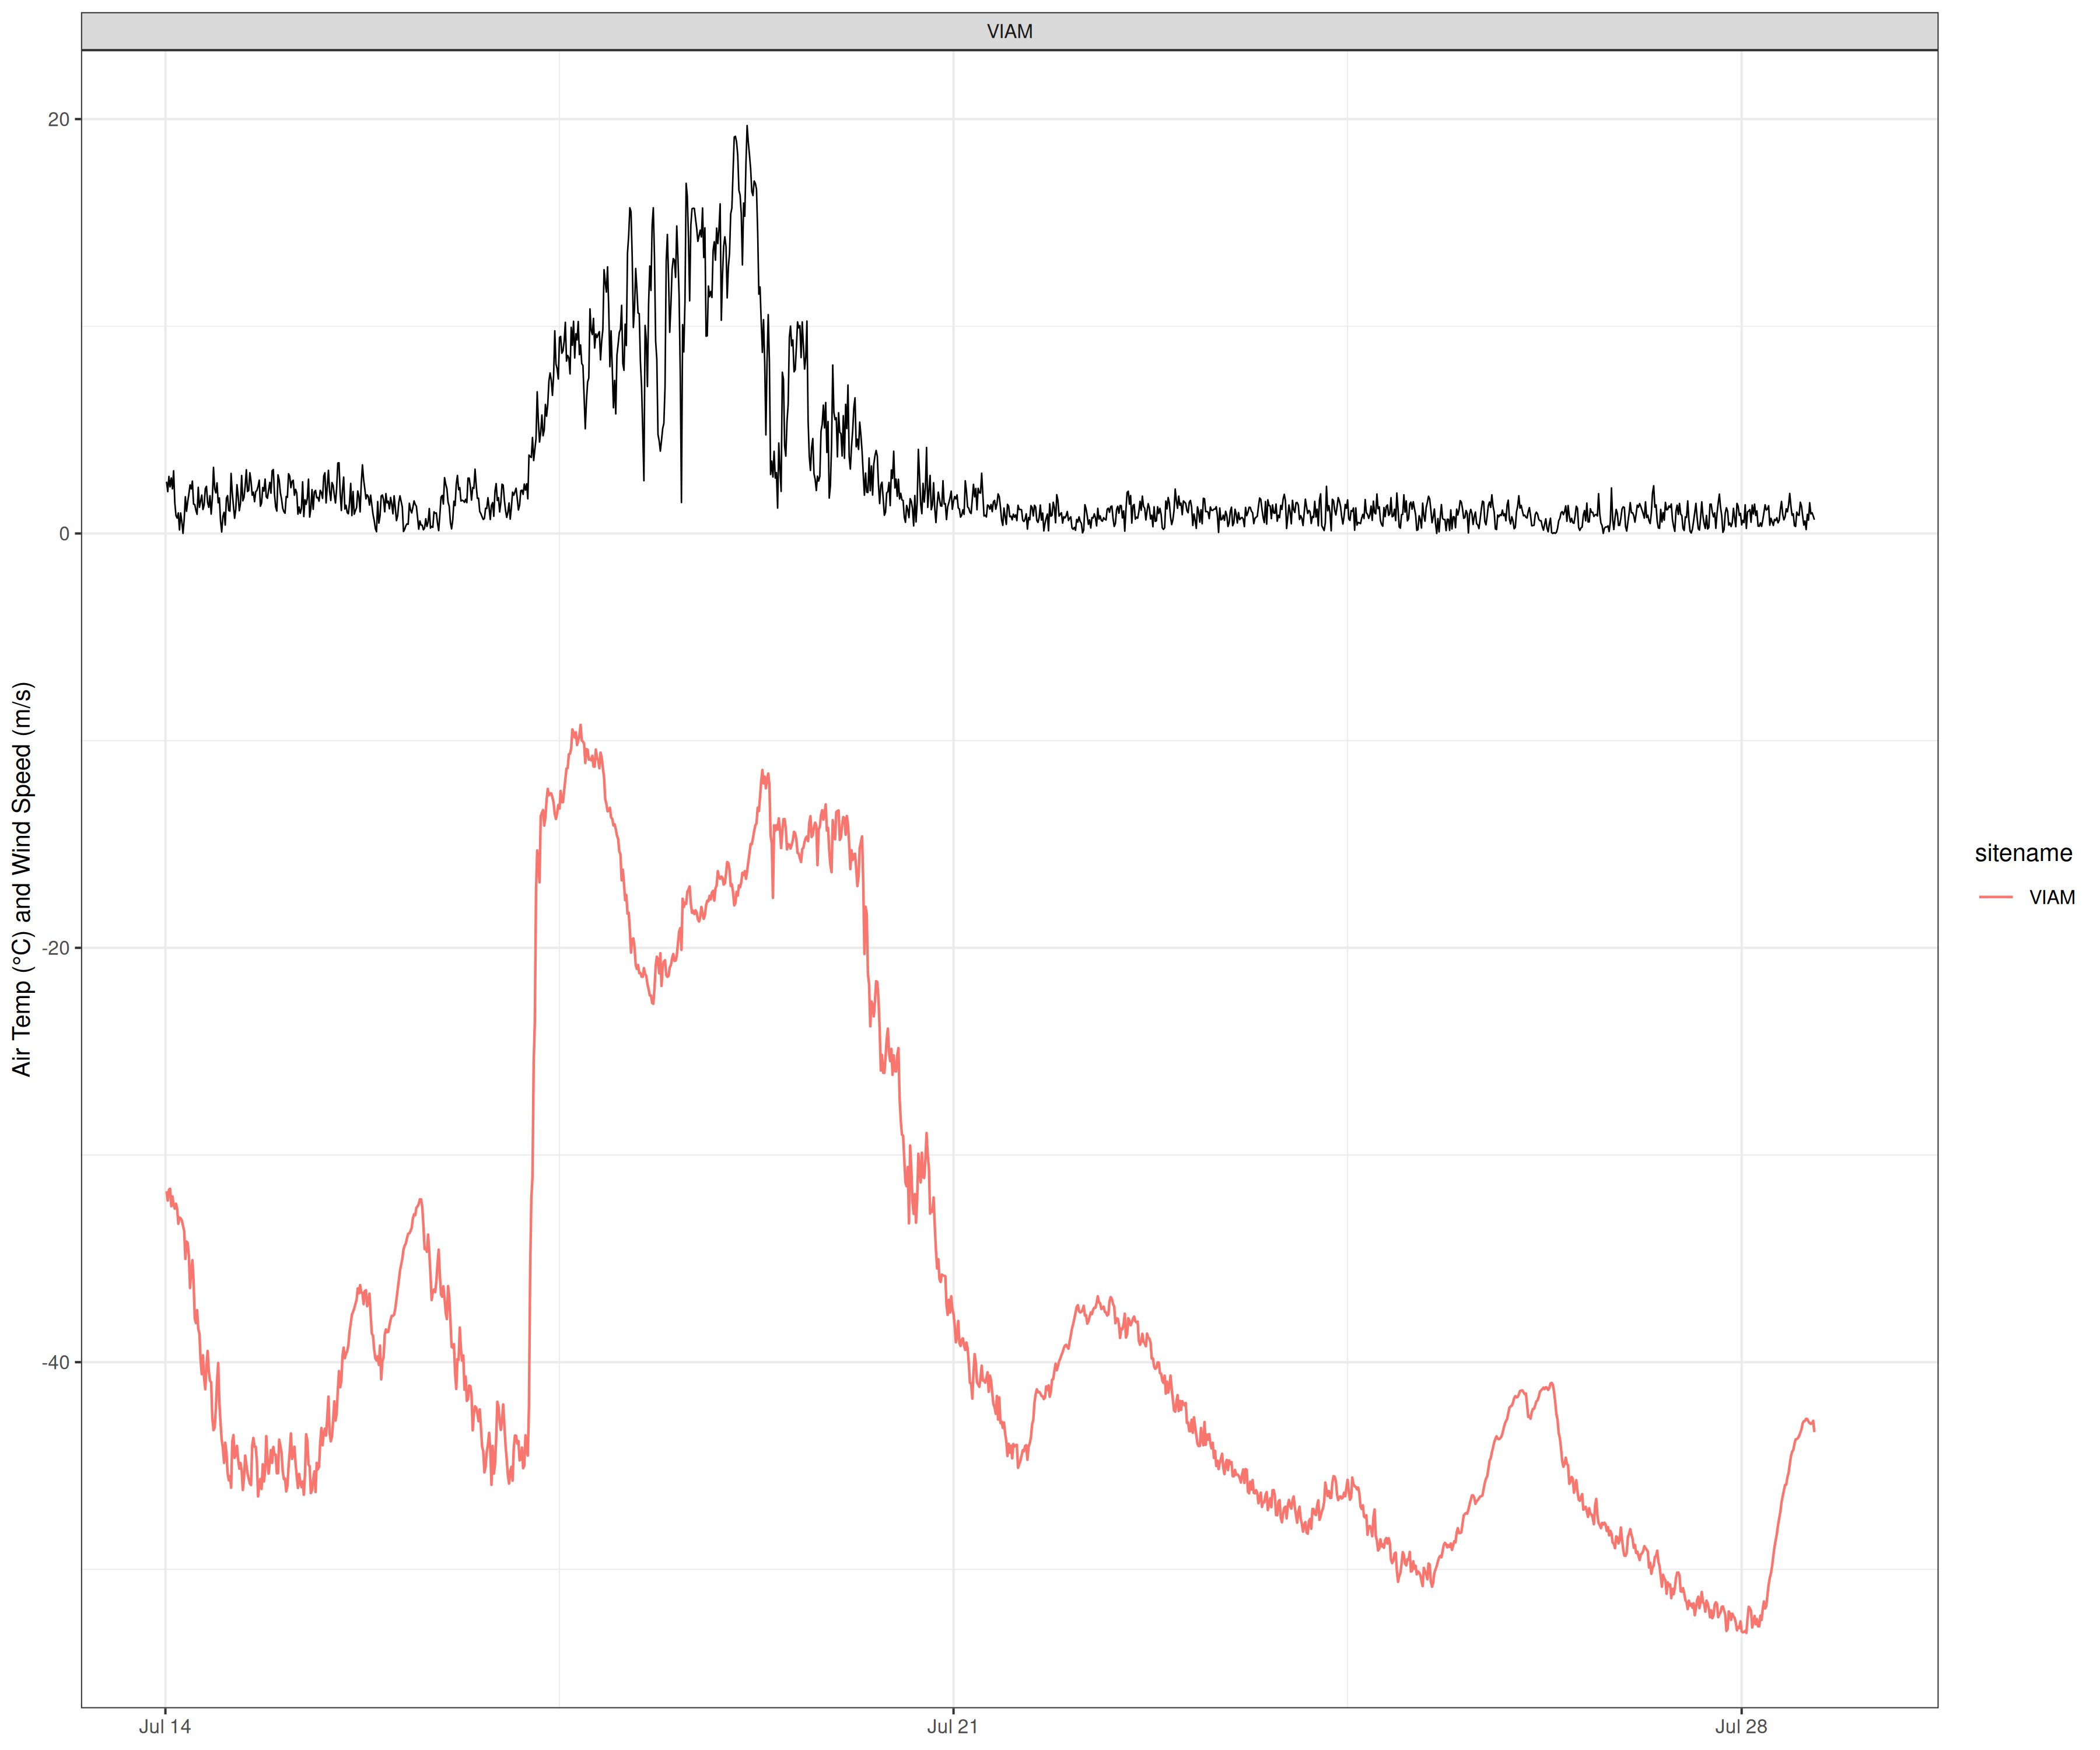 VIAM
20
0
-20
-40
Air Temp (°C) and Wind Speed (m/s)
Jul 14
Jul 21
Jul 28
sitename
VIAM